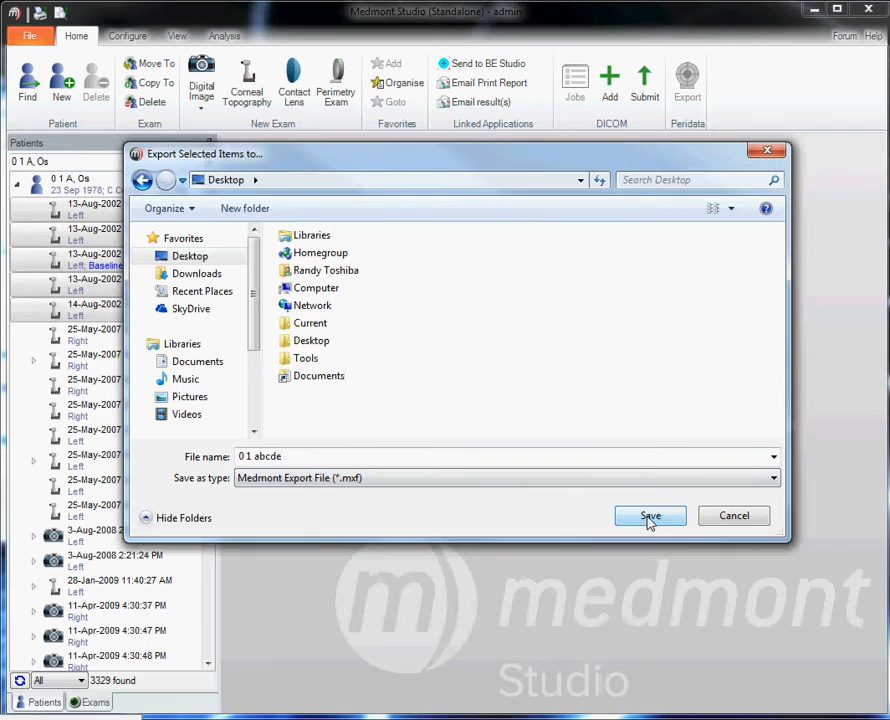 Medmont Studio (Standalone) - admin
File Home Configure View Analysis Forum Help
Find New Delete
Move To
Copy To
Delete
Digital Image
Corneal Topography
Contact Lens
Perimetry Exam
Add
Organise
Goto
Send to BE Studio
Email Print Report
Email result(s)
Jobs Add Submit Export
Patient Exam New Exam Favorites Linked Applications DICOM Peridata
Patients
0 1 A, Os
0 1 A, Os
23 Sep 1978; C C
13-Aug-2002
Left
13-Aug-2002
Left
13-Aug-2002
Left; Baseline
13-Aug-2002
Left
14-Aug-2002
Left
25-May-2007
Right
25-May-2007
Right
25-May-2007
Right
25-May-2007
Right
25-May-2007
Left
25-May-2007
Left
25-May-2007
Left
25-May-2007
Left
3-Aug-2008 2:21:24 PM
Left
3-Aug-2008 2:21:24 PM
Left
28-Jan-2009 11:40:27 AM
Left
11-Apr-2009 4:30:37 PM
Right
11-Apr-2009 4:30:47 PM
Right
11-Apr-2009 4:30:48 PM
Right
All 3329 found
Patients Exams
Export Selected Items to...
Desktop
Search Desktop
Organize New folder
Favorites
Desktop
Downloads
Recent Places
SkyDrive
Libraries
Documents
Music
Pictures
Videos
Libraries
Homegroup
Randy Toshiba
Computer
Network
Current
Desktop
Tools
Documents
File name: 0 1 abcde
Save as type: Medmont Export File (*.mxf)
Hide Folders Save Cancel
m medmont
Studio